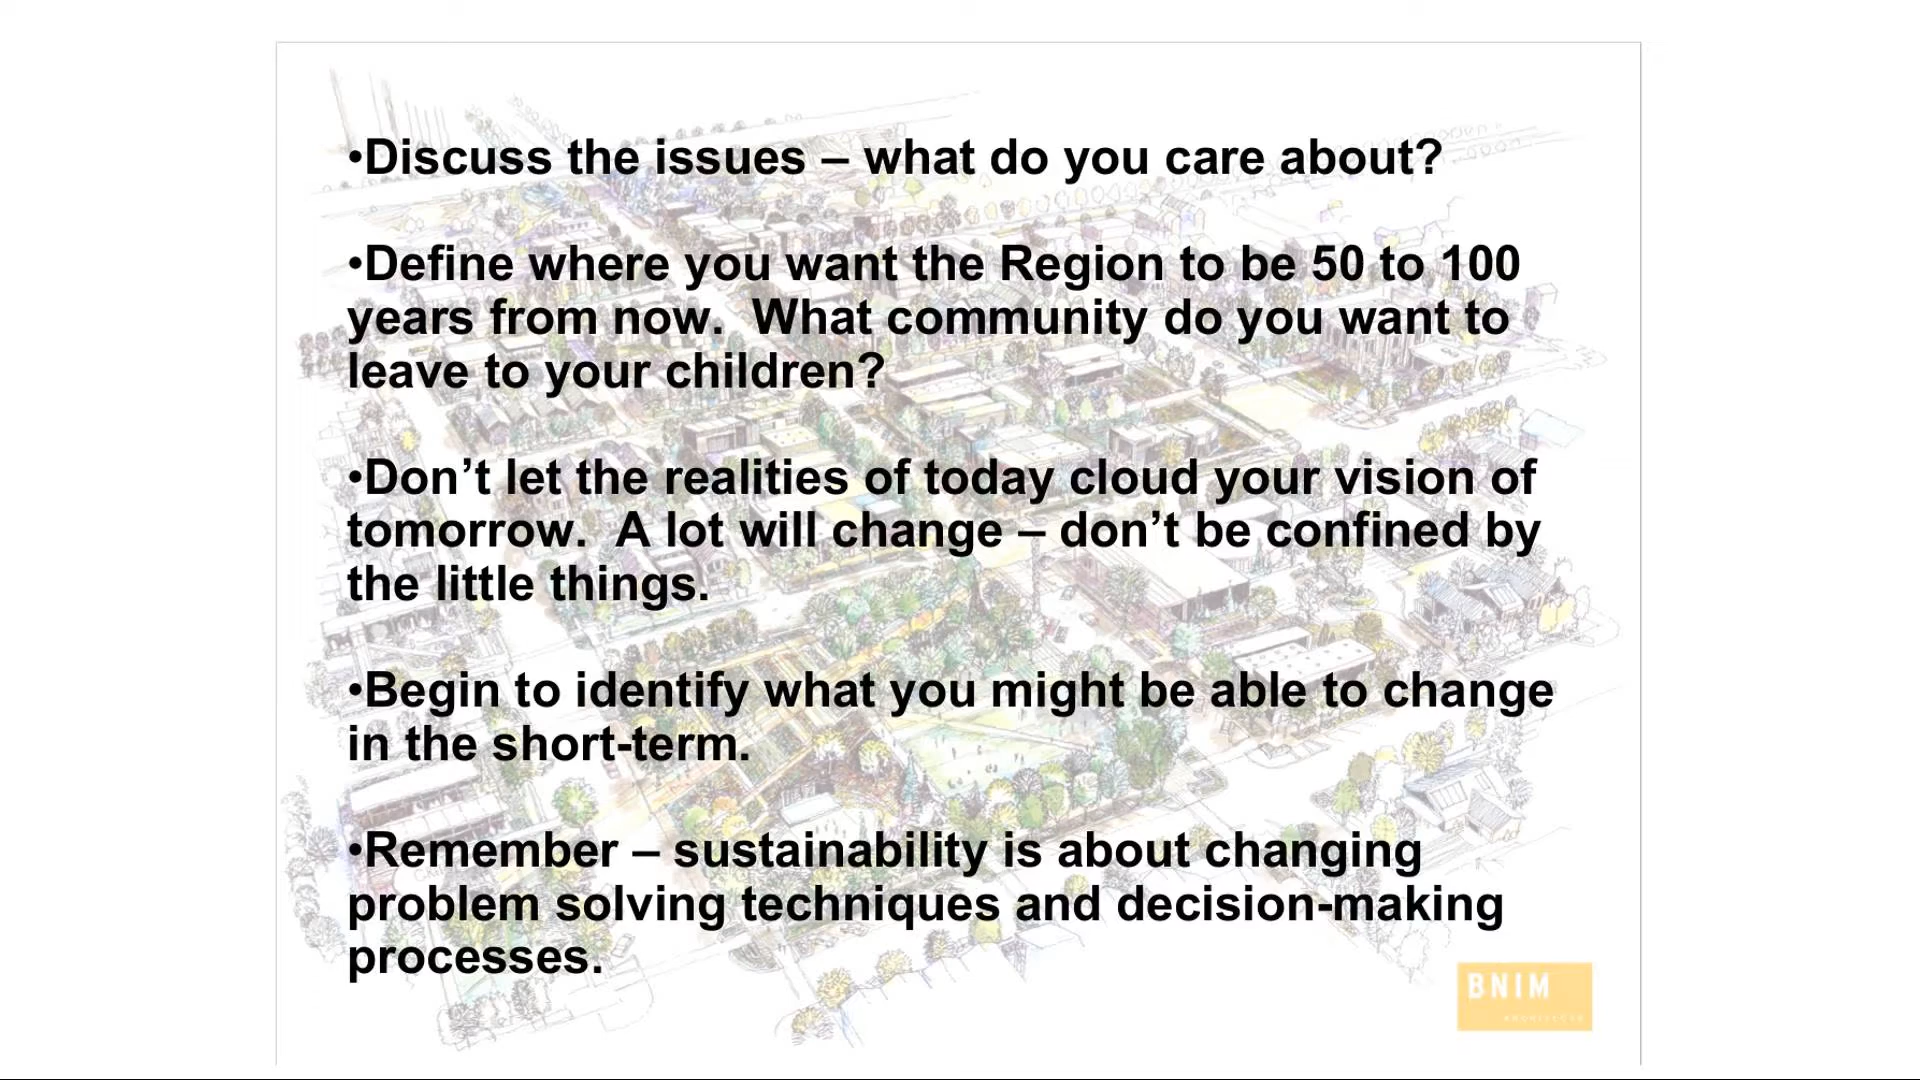 •Discuss the issues – what do you care about?
•Define where you want the Region to be 50 to 100
years from now.  What community do you want to
leave to your children?
•Don’t let the realities of today cloud your vision of
tomorrow.  A lot will change – don’t be confined by
the little things.
•Begin to identify what you might be able to change
in the short-term.
•Remember – sustainability is about changing
problem solving techniques and decision-making
processes.
BNIM
ARCHITECTS